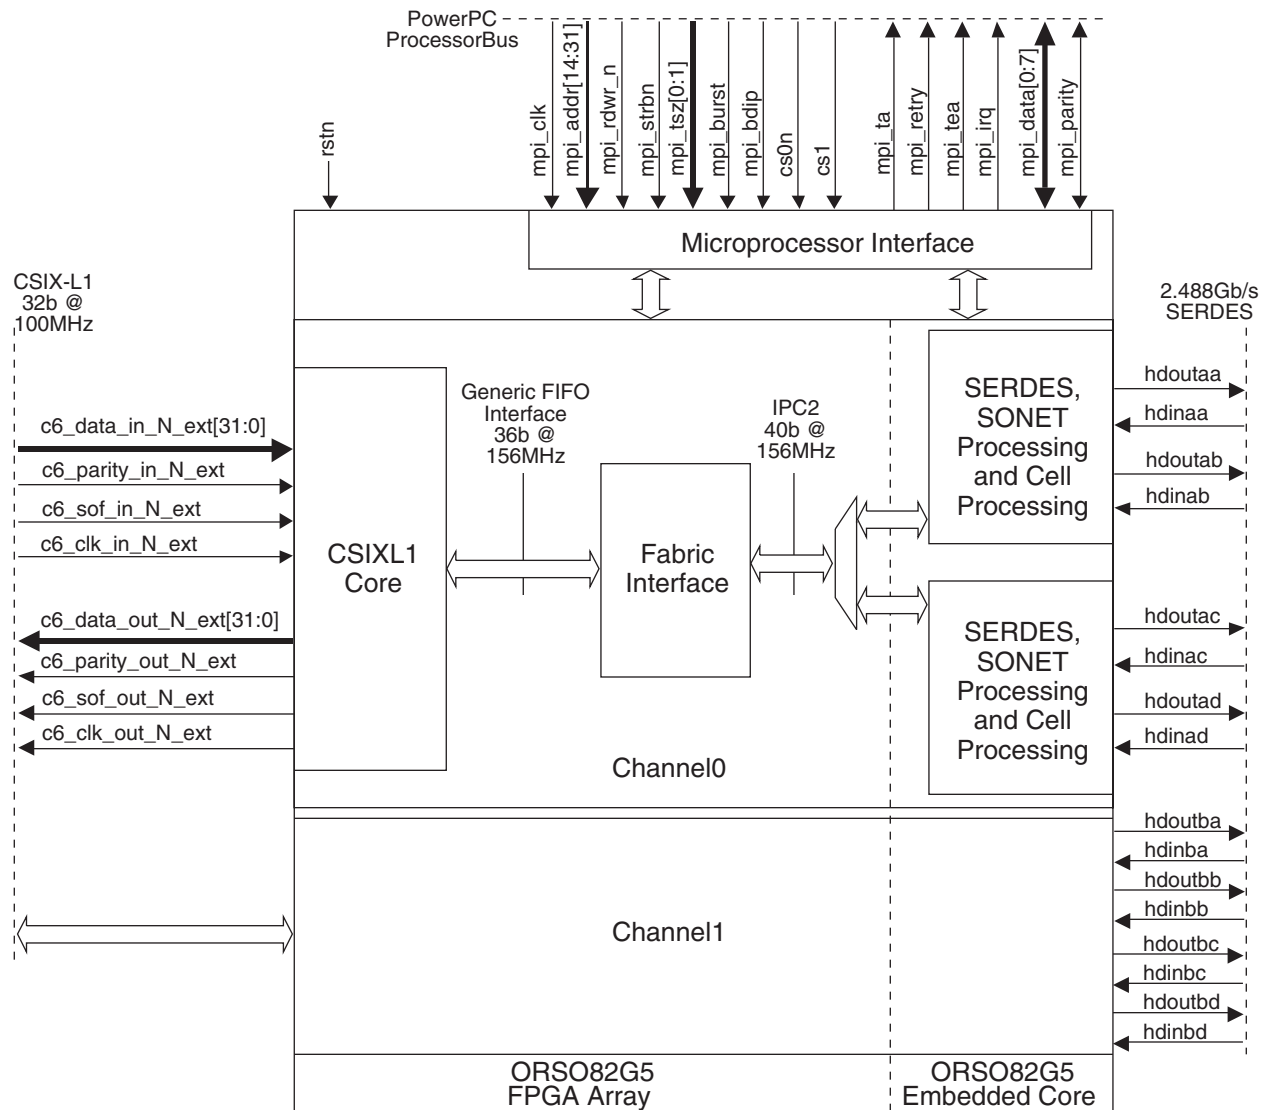 PowerPC
ProcessorBus
rstn
mpi_clk
mpi_addr[14:31]
mpi_rdwr_n
mpi_strbn
mpi_tsz[0:1]
mpi_burst
mpi_bdip
cs0n
cs1
mpi_ta
mpi_retry
mpi_tea
mpi_irq
mpi_data[0:7]
mpi_parity
Microprocessor Interface
CSIX-L1
32b @
100MHz
2.488Gb/s
SERDES
c6_data_in_N_ext[31:0]
c6_parity_in_N_ext
c6_sof_in_N_ext
c6_clk_in_N_ext
c6_data_out_N_ext[31:0]
c6_parity_out_N_ext
c6_sof_out_N_ext
c6_clk_out_N_ext
CSIXL1
Core
Generic FIFO
Interface
36b @
156MHz
Fabric
Interface
IPC2
40b @
156MHz
SERDES,
SONET
Processing
and Cell
Processing
SERDES,
SONET
Processing
and Cell
Processing
hdoutaa
hdinaa
hdoutab
hdinab
hdoutac
hdinac
hdoutad
hdinad
Channel0
hdoutba
hdinba
hdoutbb
hdinbb
hdoutbc
hdinbc
hdoutbd
hdinbd
Channel1
ORSO82G5
FPGA Array
ORSO82G5
Embedded Core